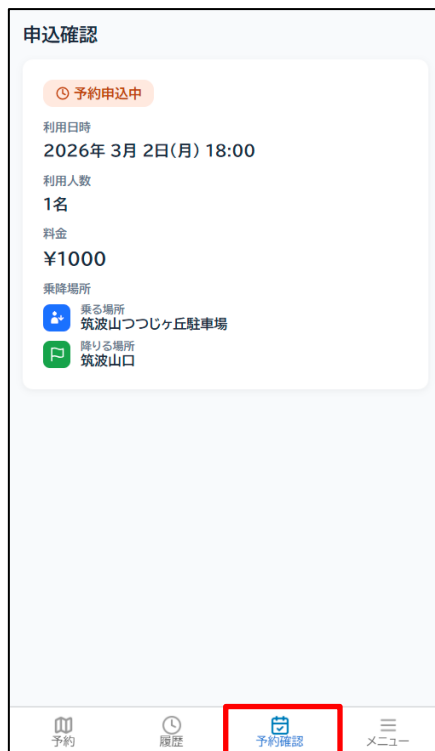 申込確認
予約申込中
利用日時
2026年 3月 2日(月) 18:00
利用人数
1名
料金
¥1000
乗降場所
乗る場所
筑波山つつじヶ丘駐車場
降りる場所
筑波山口
予約
履歴
予約確認
メニュー